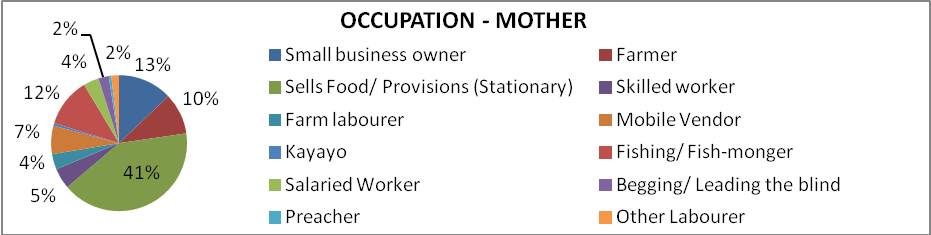 OCCUPATION - MOTHER
2%
2%
4%
13%
12%
10%
7%
4%
41%
5%
Small business owner
Farmer
Sells Food/ Provisions (Stationary)
Skilled worker
Farm labourer
Mobile Vendor
Kayayo
Fishing/ Fish-monger
Salaried Worker
Begging/ Leading the blind
Preacher
Other Labourer